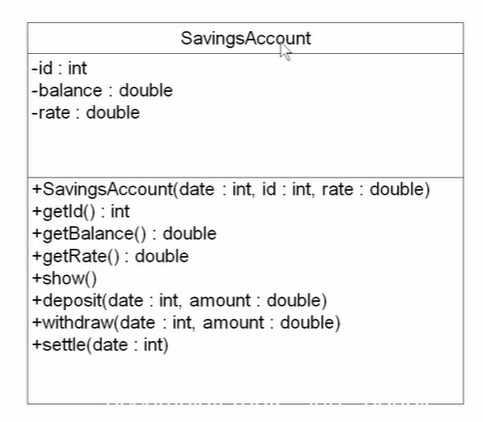 SavingsAccount
-id : int
-balance : double
-rate : double
+SavingsAccount(date : int, id : int, rate : double)
+getId() : int
+getBalance() : double
+getRate() : double
+show()
+deposit(date : int, amount : double)
+withdraw(date : int, amount : double)
+settle(date : int)